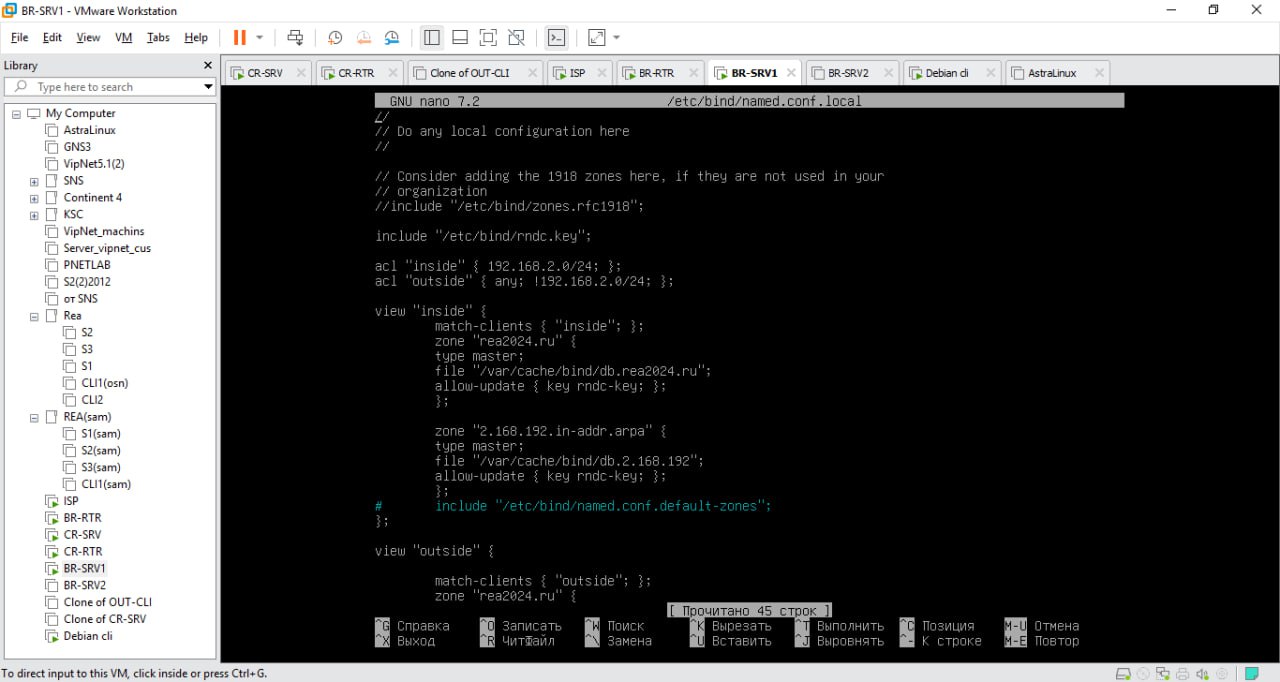 BR-SRV1 - VMware Workstation
File Edit View VM Tabs Help
Library
Type here to search
My Computer
AstraLinux
GNS3
VipNet5.1(2)
SNS
Continent 4
KSC
VipNet_machins
Server_vipnet_cus
PNETLAB
S2(2)2012
от SNS
Rea
S2
S3
S1
CLI1(osn)
CLI2
REA(sam)
S1(sam)
S2(sam)
S3(sam)
CLI1(sam)
ISP
BR-RTR
CR-SRV
CR-RTR
BR-SRV1
BR-SRV2
Clone of OUT-CLI
Clone of CR-SRV
Debian cli
CR-SRV CR-RTR Clone of OUT-CLI ISP BR-RTR BR-SRV1 BR-SRV2 Debian cli AstraLinux
GNU nano 7.2 /etc/bind/named.conf.local
//
// Do any local configuration here
//
// Consider adding the 1918 zones here, if they are not used in your
// organization
//include "/etc/bind/zones.rfc1918";
include "/etc/bind/rndc.key";
acl "inside" { 192.168.2.0/24; };
acl "outside" { any; !192.168.2.0/24; };
view "inside" {
match-clients { "inside"; };
zone "rea2024.ru" {
type master;
file "/var/cache/bind/db.rea2024.ru";
allow-update { key rndc-key; };
};
zone "2.168.192.in-addr.arpa" {
type master;
file "/var/cache/bind/db.2.168.192";
allow-update { key rndc-key; };
};
# include "/etc/bind/named.conf.default-zones";
};
view "outside" {
match-clients { "outside"; };
zone "rea2024.ru" {
[ Прочитано 45 строк ]
^G Справка ^O Записать ^W Поиск ^K Вырезать ^T Выполнить ^C Позиция M-U Отмена
^X Выход ^R ЧитФайл ^\ Замена ^U Вставить ^J Выровнять ^- К строке M-E Повтор
To direct input to this VM, click inside or press Ctrl+G.